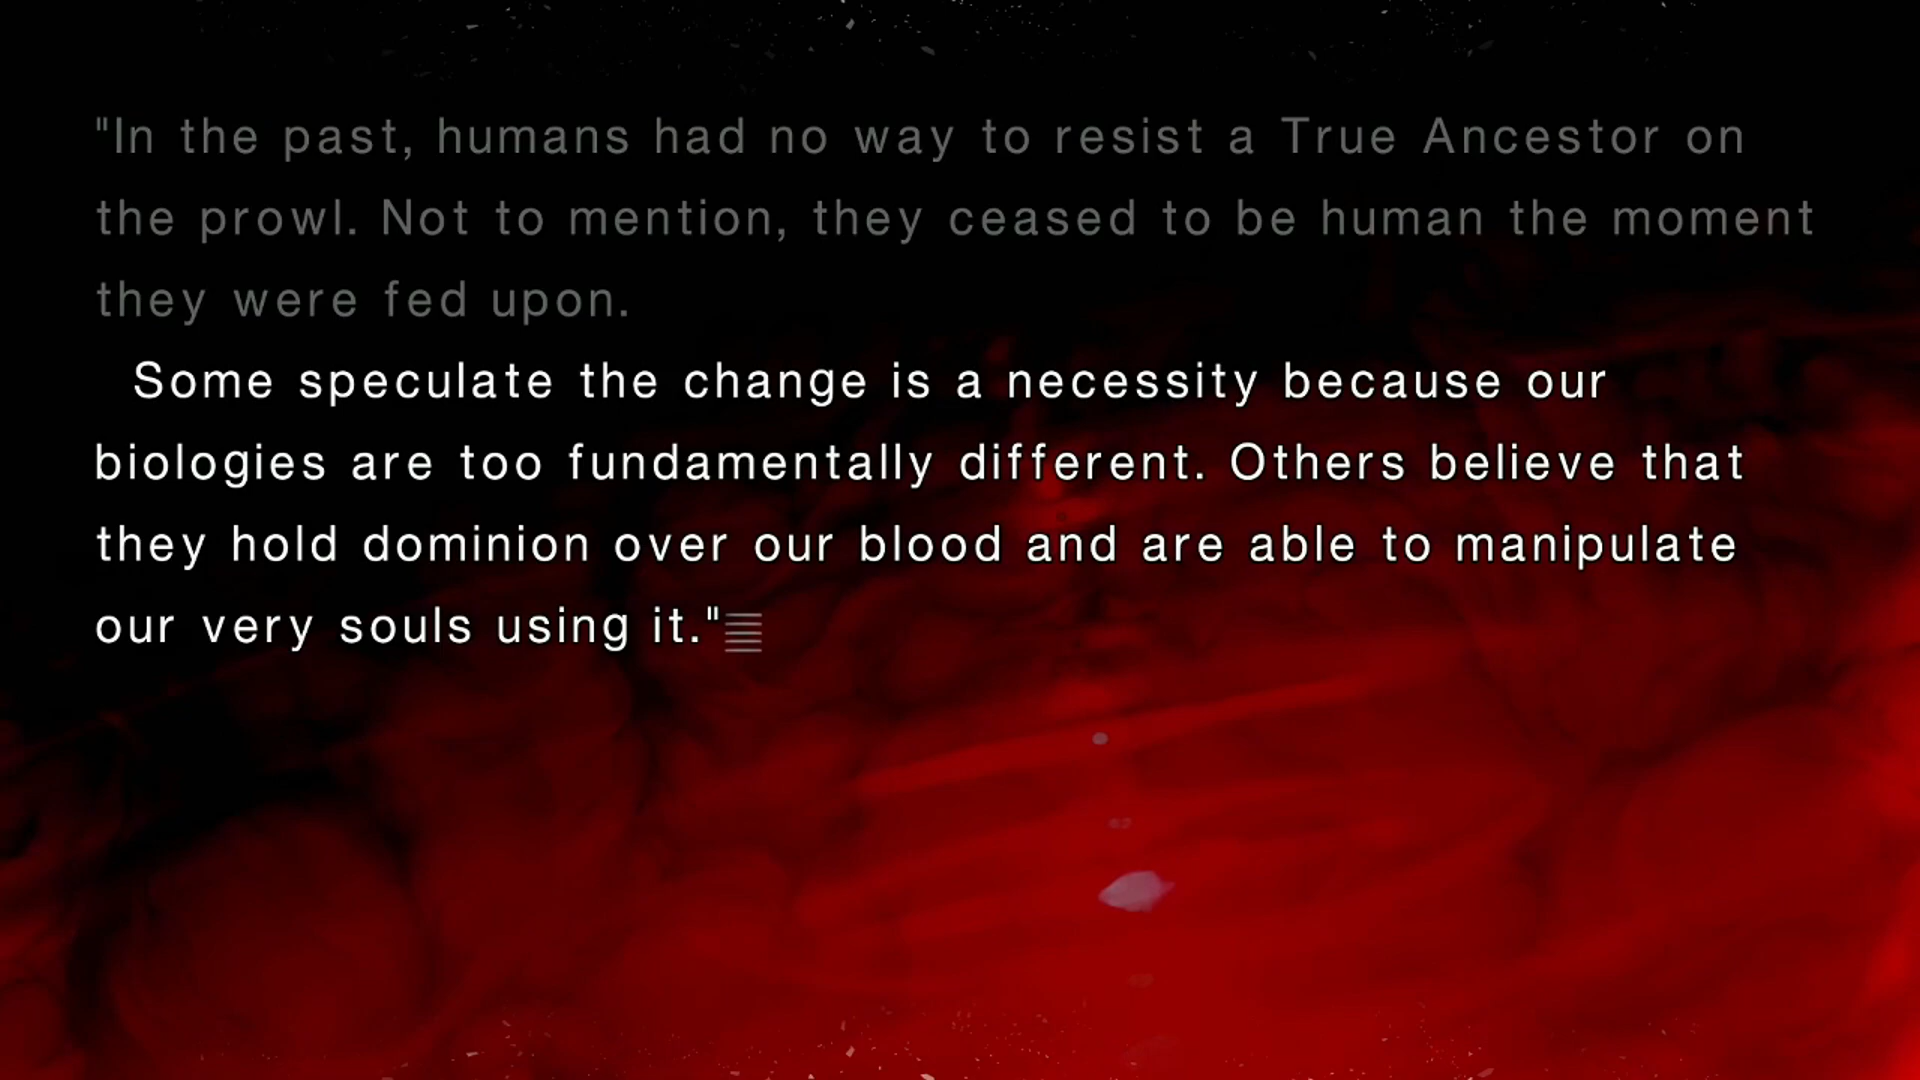 "In the past, humans had no way to resist a True Ancestor on
the prowl. Not to mention, they ceased to be human the moment
they were fed upon.
Some speculate the change is a necessity because our
biologies are too fundamentally different. Others believe that
they hold dominion over our blood and are able to manipulate
our very souls using it."